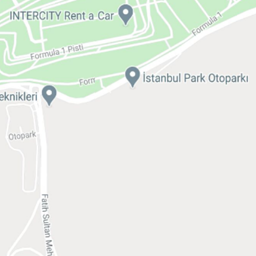 INTERCITY Rent a Car
Formula 1 Pisti
Form
İstanbul Park Otoparkı
eknikleri
Otopark
Fatih Sultan Meh
Formula 1